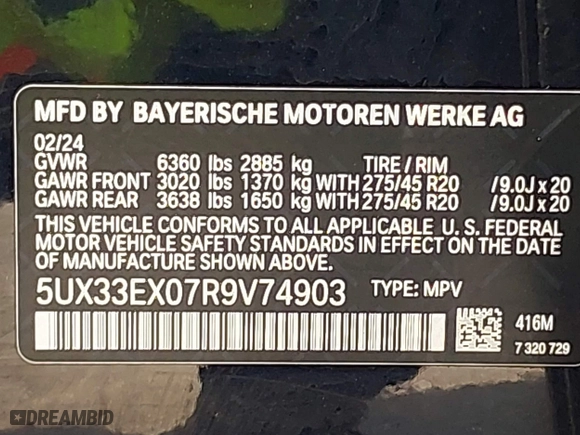 MFD BY BAYERISCHE MOTOREN WERKE AG
02/24
GVWR 6360 lbs 2885 kg TIRE / RIM
GAWR FRONT 3020 lbs 1370 kg WITH 275/45 R20 /9.0J x 20
GAWR REAR 3638 lbs 1650 kg WITH 275/45 R20 /9.0J x 20
THIS VEHICLE CONFORMS TO ALL APPLICABLE U. S. FEDERAL
MOTOR VEHICLE SAFETY STANDARDS IN EFFECT ON THE
DATE OF MANUFACTURE SHOWN ABOVE.
5UX33EX07R9V74903 TYPE: MPV
416M
7 320 729
DREAMBID